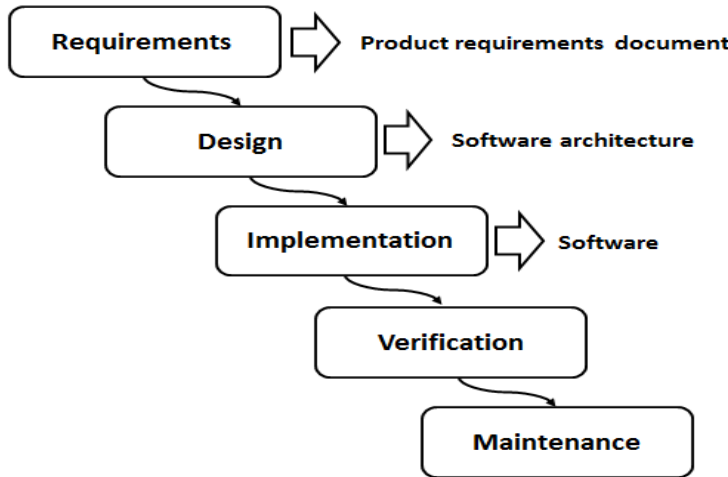 Requirements
Product requirements document
Design
Software architecture
Implementation
Software
Verification
Maintenance